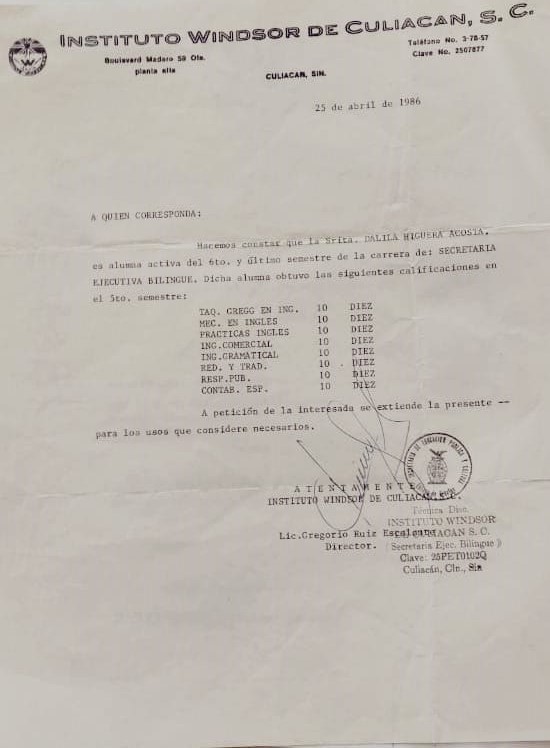 INSTITUTO WINDSOR DE CULIACAN, S. C.
Boulevard Madero 59 Ote.
planta alta
CULIACAN, SIN.
Teléfono No. 3-78-57
Clave No. 2507877
25 de abril de 1986
A QUIEN CORRESPONDA:
Hacemos constar que la Srita. DALILA HIGUERA ACOSTA,
es alumna activa del 6to. y último semestre de la carrera de: SECRETARIA
EJECUTIVA BILINGUE. Dicha alumna obtuvo las siguientes calificaciones en
el 5to. semestre:
TAQ. GREGG EN ING. 10 DIEZ
MEC. EN INGLES 10 DIEZ
PRACTICAS INGLES 10 DIEZ
ING.COMERCIAL 10 DIEZ
ING.GRAMATICAL 10 DIEZ
RED. Y TRAD. 10 DIEZ
RESP.PUB. 10 DIEZ
CONTAB. ESP. 10 DIEZ
A petición de la interesada se extiende la presente --
para los usos que considere necesarios.
A T E N T A M E N T E
INSTITUTO WINDSOR DE CULIACAN
Lic.Gregorio Ruiz Escalante
Director.
INSTITUTO WINDSOR
DE CULIACAN S. C.
( Secretaria Ejec. Bilingue )
Clave: 25PET0102Q
Culiacán, Cln., Sin